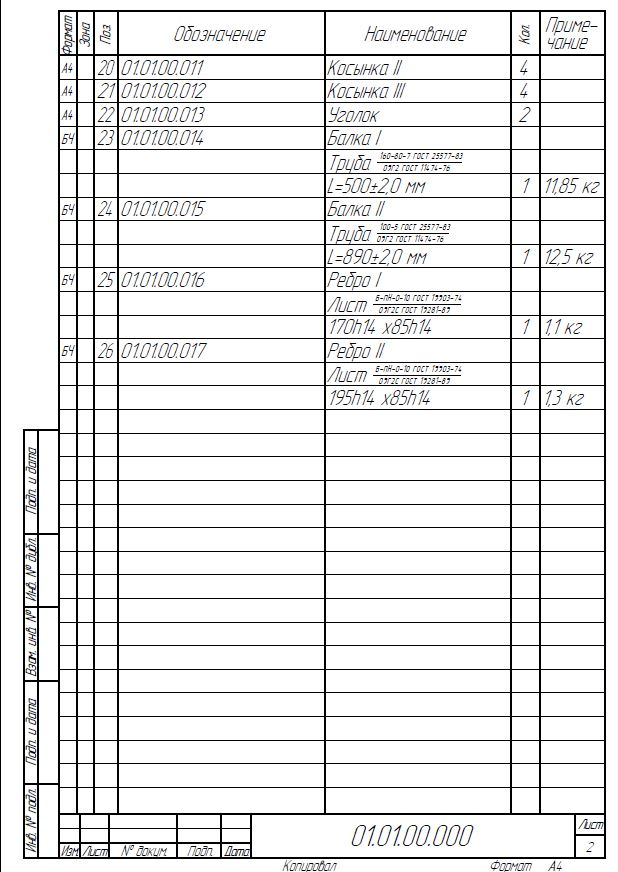 Формат Зона Поз. Обозначение Наименование Кол. Приме-
чание
А4 20 01.01.00.011 Косынка II 4
А4 21 01.01.00.012 Косынка III 4
А4 22 01.01.00.013 Уголок 2
БЧ 23 01.01.00.014 Балка I
Труба 160-80-7 ГОСТ 25577-83
09Г2 ГОСТ 11474-76
L=500±2,0 мм 1 11,85 кг
БЧ 24 01.01.00.015 Балка II
Труба 100-5 ГОСТ 25577-83
09Г2 ГОСТ 11474-76
L=890±2,0 мм 1 12,5 кг
БЧ 25 01.01.00.016 Ребро I
Лист Б-ПН-О-10 ГОСТ 19903-74
09Г2С ГОСТ 19281-89
170h14 x85h14 1 1,1 кг
БЧ 26 01.01.00.017 Ребро II
Лист Б-ПН-О-10 ГОСТ 19903-74
09Г2С ГОСТ 19281-89
195h14 x85h14 1 1,3 кг
Подп. и дата
Инв. № дубл.
Взам. инв. №
Подп. и дата
Инв. № подл.
Изм. Лист № докум. Подп. Дата
01.01.00.000
Лист
2
Копировал Формат А4